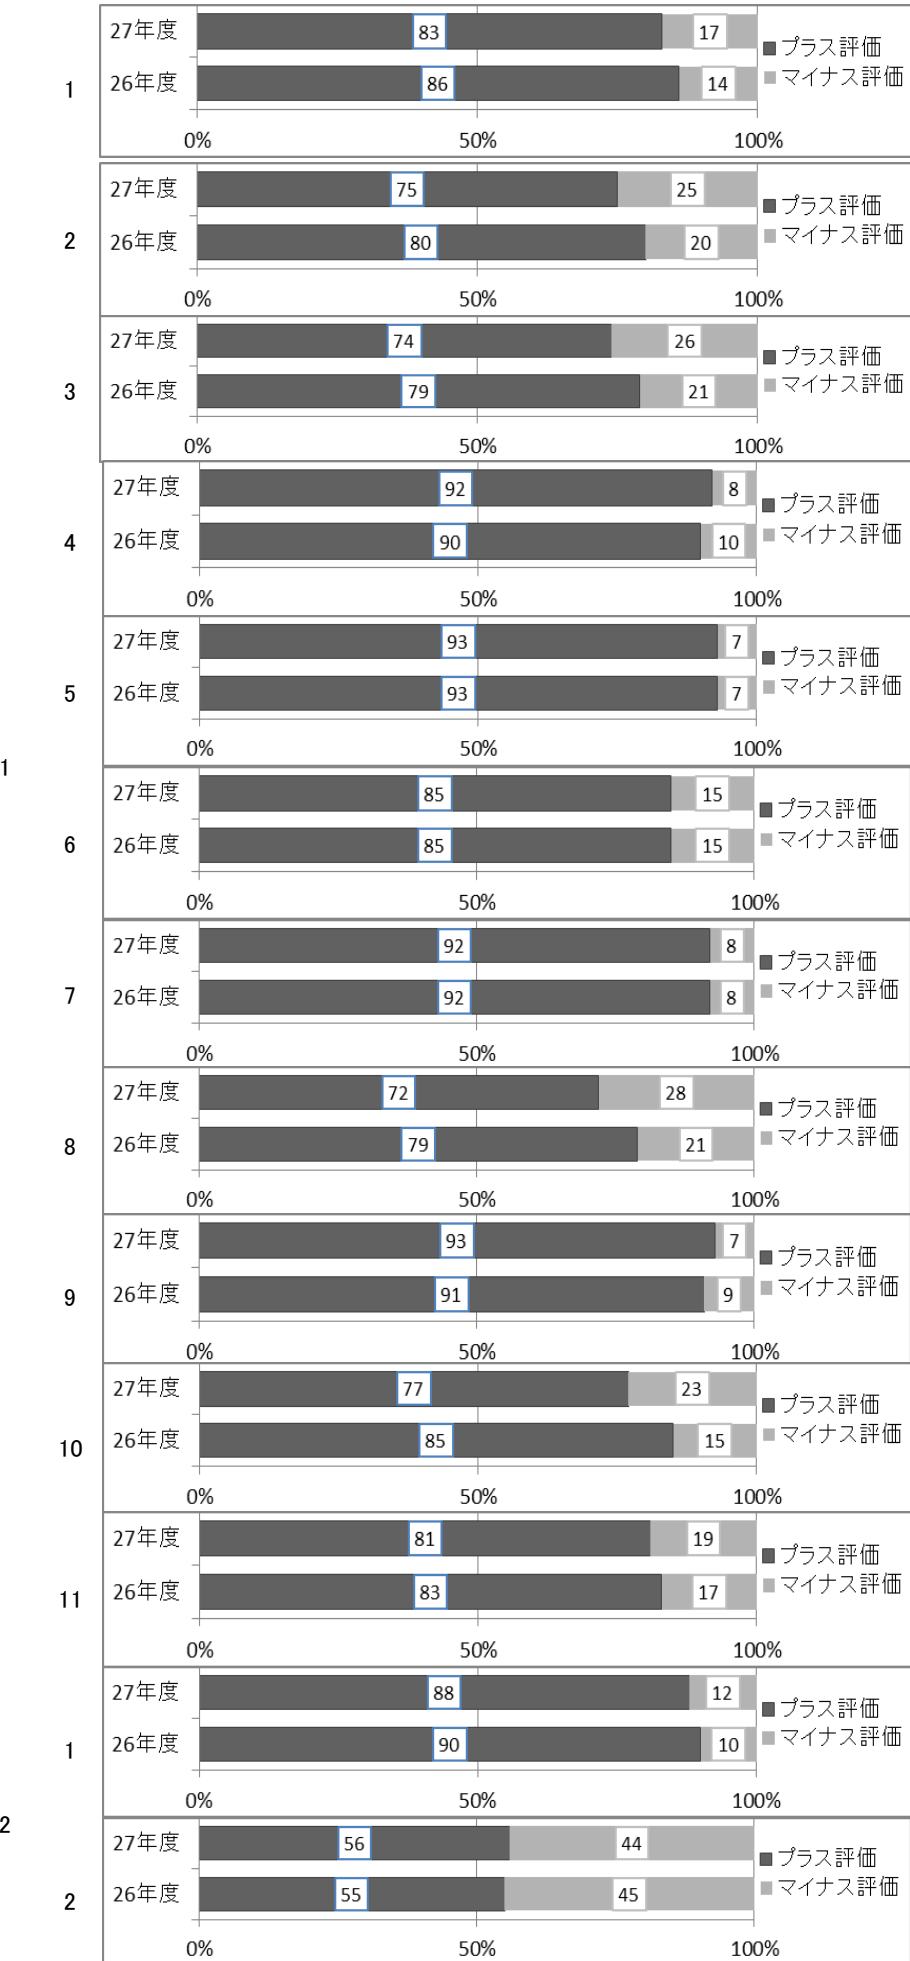 27年度 83 17
プラス評価
マイナス評価
1 26年度 86 14
0% 50% 100%
27年度 75 25
プラス評価
マイナス評価
2 26年度 80 20
0% 50% 100%
27年度 74 26
プラス評価
マイナス評価
3 26年度 79 21
0% 50% 100%
27年度 92 8
プラス評価
マイナス評価
4 26年度 90 10
0% 50% 100%
27年度 93 7
プラス評価
マイナス評価
5 26年度 93 7
0% 50% 100%
1
27年度 85 15
プラス評価
マイナス評価
6 26年度 85 15
0% 50% 100%
27年度 92 8
プラス評価
マイナス評価
7 26年度 92 8
0% 50% 100%
27年度 72 28
プラス評価
マイナス評価
8 26年度 79 21
0% 50% 100%
27年度 93 7
プラス評価
マイナス評価
9 26年度 91 9
0% 50% 100%
27年度 77 23
プラス評価
マイナス評価
10 26年度 85 15
0% 50% 100%
27年度 81 19
プラス評価
マイナス評価
11 26年度 83 17
0% 50% 100%
27年度 88 12
プラス評価
マイナス評価
1 26年度 90 10
0% 50% 100%
2
27年度 56 44
プラス評価
マイナス評価
2 26年度 55 45
0% 50% 100%